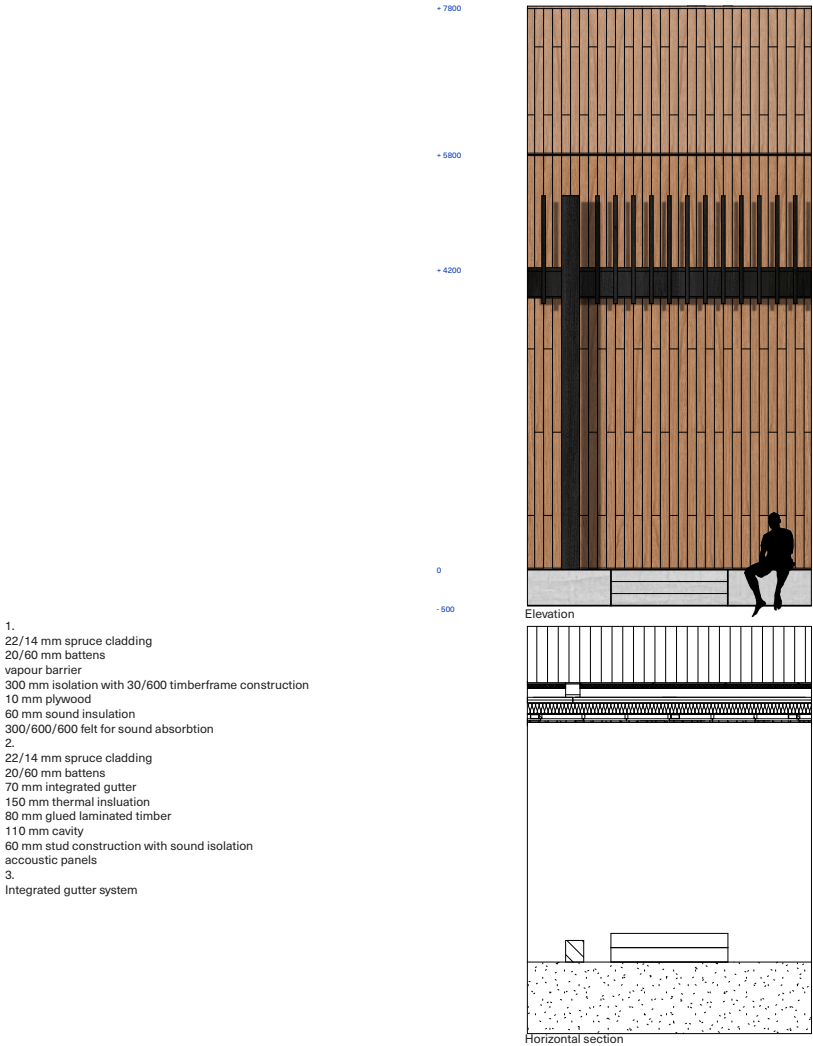 + 7800
+ 5800
+ 4200
0
- 500
Elevation
1.
22/14 mm spruce cladding
20/60 mm battens
vapour barrier
300 mm isolation with 30/600 timberframe construction
10 mm plywood
60 mm sound insulation
300/600/600 felt for sound absorbtion
2.
22/14 mm spruce cladding
20/60 mm battens
70 mm integrated gutter
150 mm thermal insluation
80 mm glued laminated timber
110 mm cavity
60 mm stud construction with sound isolation
accoustic panels
3.
Integrated gutter system
Horizontal section